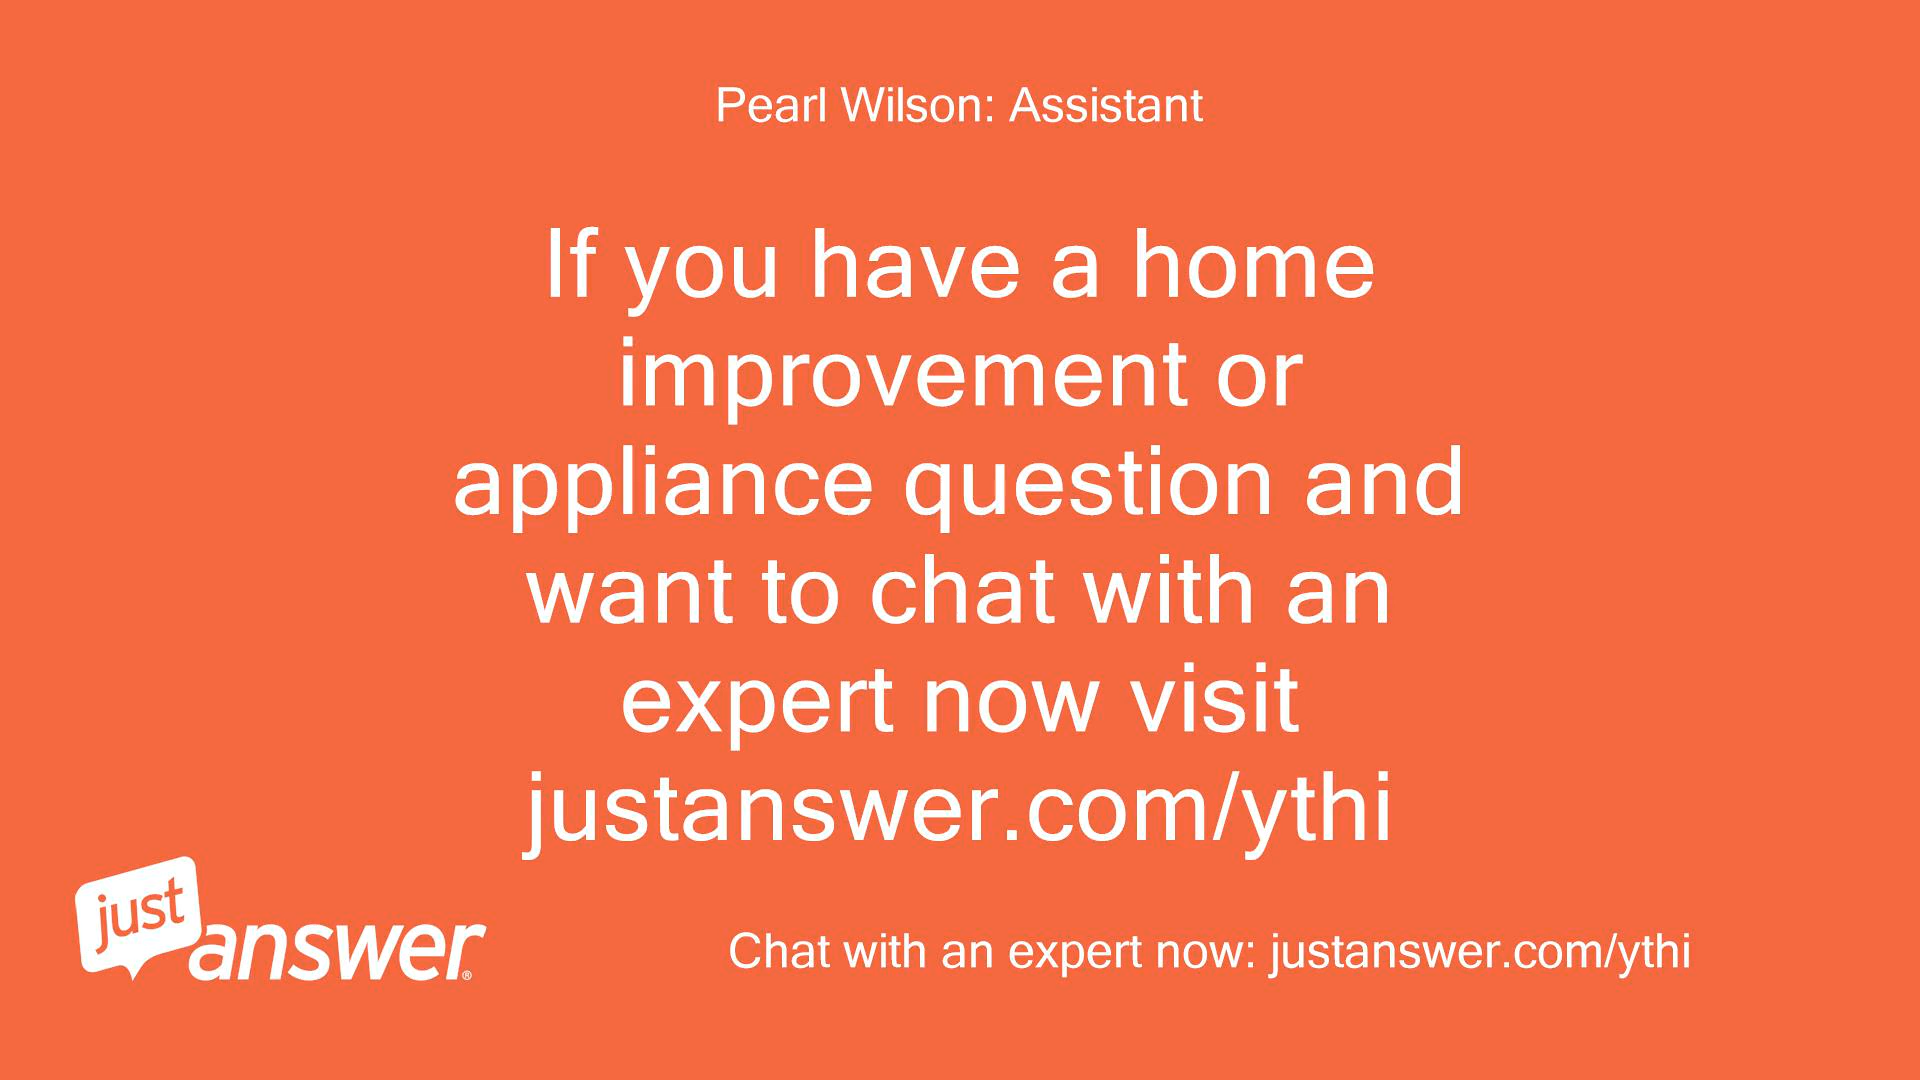 Pearl Wilson: Assistant
If you have a home
improvement or
appliance question and
want to chat with an
expert now visit
justanswer.com/ythi
just
answer®
Chat with an expert now: justanswer.com/ythi